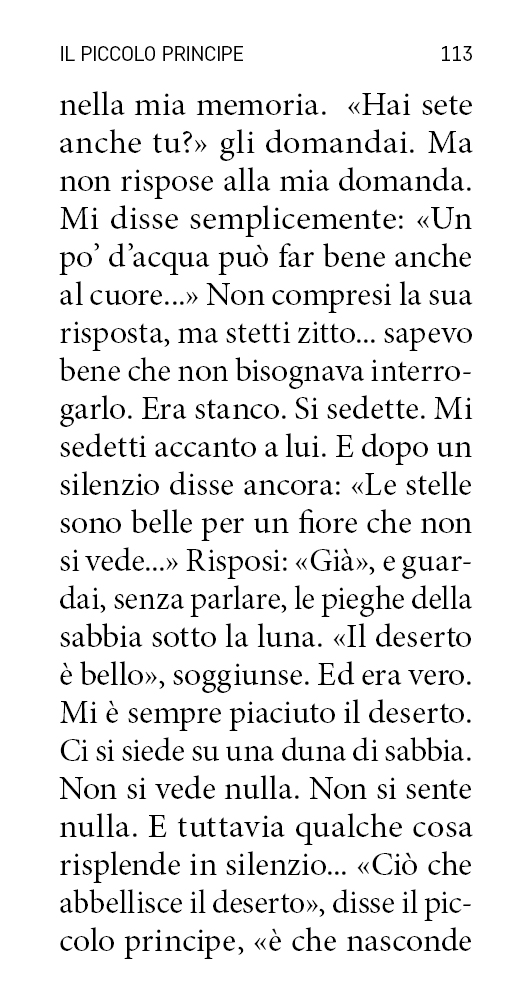 IL PICCOLO PRINCIPE 113
nella mia memoria. «Hai sete
anche tu?» gli domandai. Ma
non rispose alla mia domanda.
Mi disse semplicemente: «Un
po’ d’acqua può far bene anche
al cuore...» Non compresi la sua
risposta, ma stetti zitto... sapevo
bene che non bisognava interro-
garlo. Era stanco. Si sedette. Mi
sedetti accanto a lui. E dopo un
silenzio disse ancora: «Le stelle
sono belle per un fiore che non
si vede...» Risposi: «Già», e guar-
dai, senza parlare, le pieghe della
sabbia sotto la luna. «Il deserto
è bello», soggiunse. Ed era vero.
Mi è sempre piaciuto il deserto.
Ci si siede su una duna di sabbia.
Non si vede nulla. Non si sente
nulla. E tuttavia qualche cosa
risplende in silenzio... «Ciò che
abbellisce il deserto», disse il pic-
colo principe, «è che nasconde